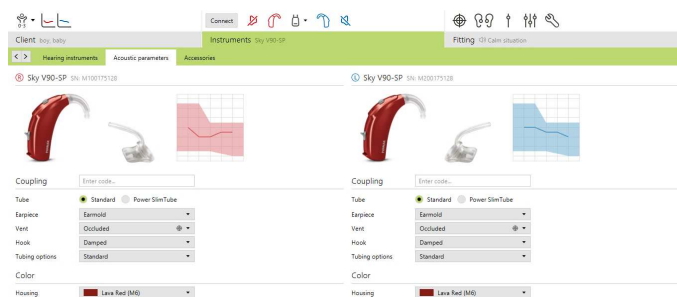 0-3 Connect
Client boy, baby Instruments Sky V90-SP Fitting Calm situation
< > Hearing instruments Acoustic parameters Accessories
R Sky V90-SP SN: M100175128 L Sky V90-SP SN: M200175128
Coupling Enter code... Coupling Enter code...
Tube Standard Power SlimTube Tube Standard Power SlimTube
Earpiece Earmold Earpiece Earmold
Vent Occluded Vent Occluded
Hook Damped Hook Damped
Tubing options Standard Tubing options Standard
Color Color
Housing Lava Red (M6) Housing Lava Red (M6)